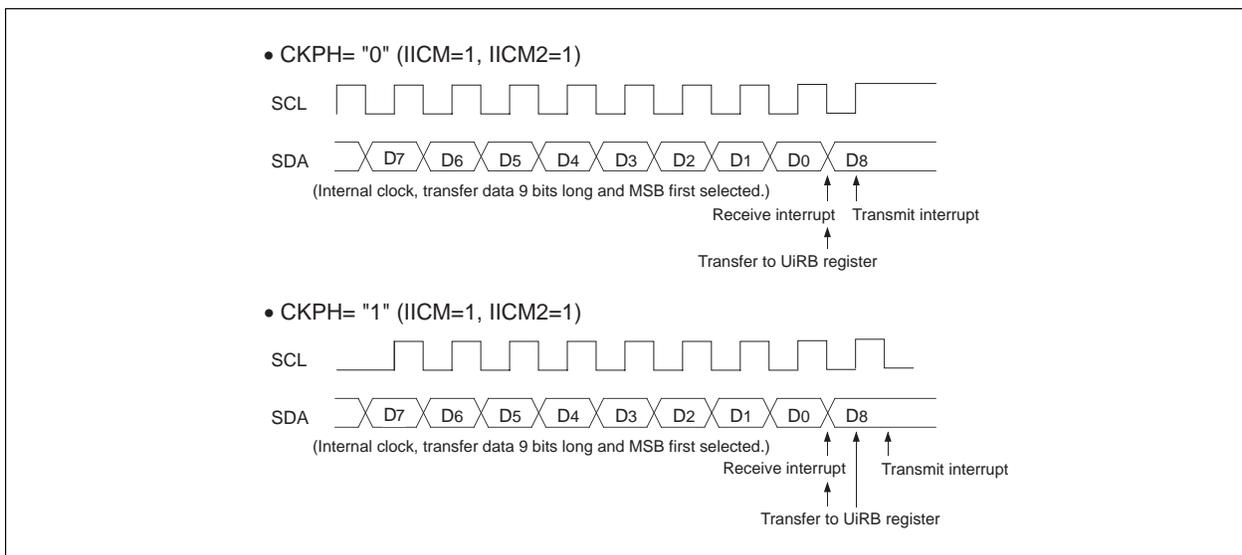 • CKPH= "0" (IICM=1, IICM2=1)
SCL
SDA D7 D6 D5 D4 D3 D2 D1 D0 D8
(Internal clock, transfer data 9 bits long and MSB first selected.)
Receive interrupt Transmit interrupt
Transfer to UiRB register
• CKPH= "1" (IICM=1, IICM2=1)
SCL
SDA D7 D6 D5 D4 D3 D2 D1 D0 D8
(Internal clock, transfer data 9 bits long and MSB first selected.)
Receive interrupt Transmit interrupt
Transfer to UiRB register